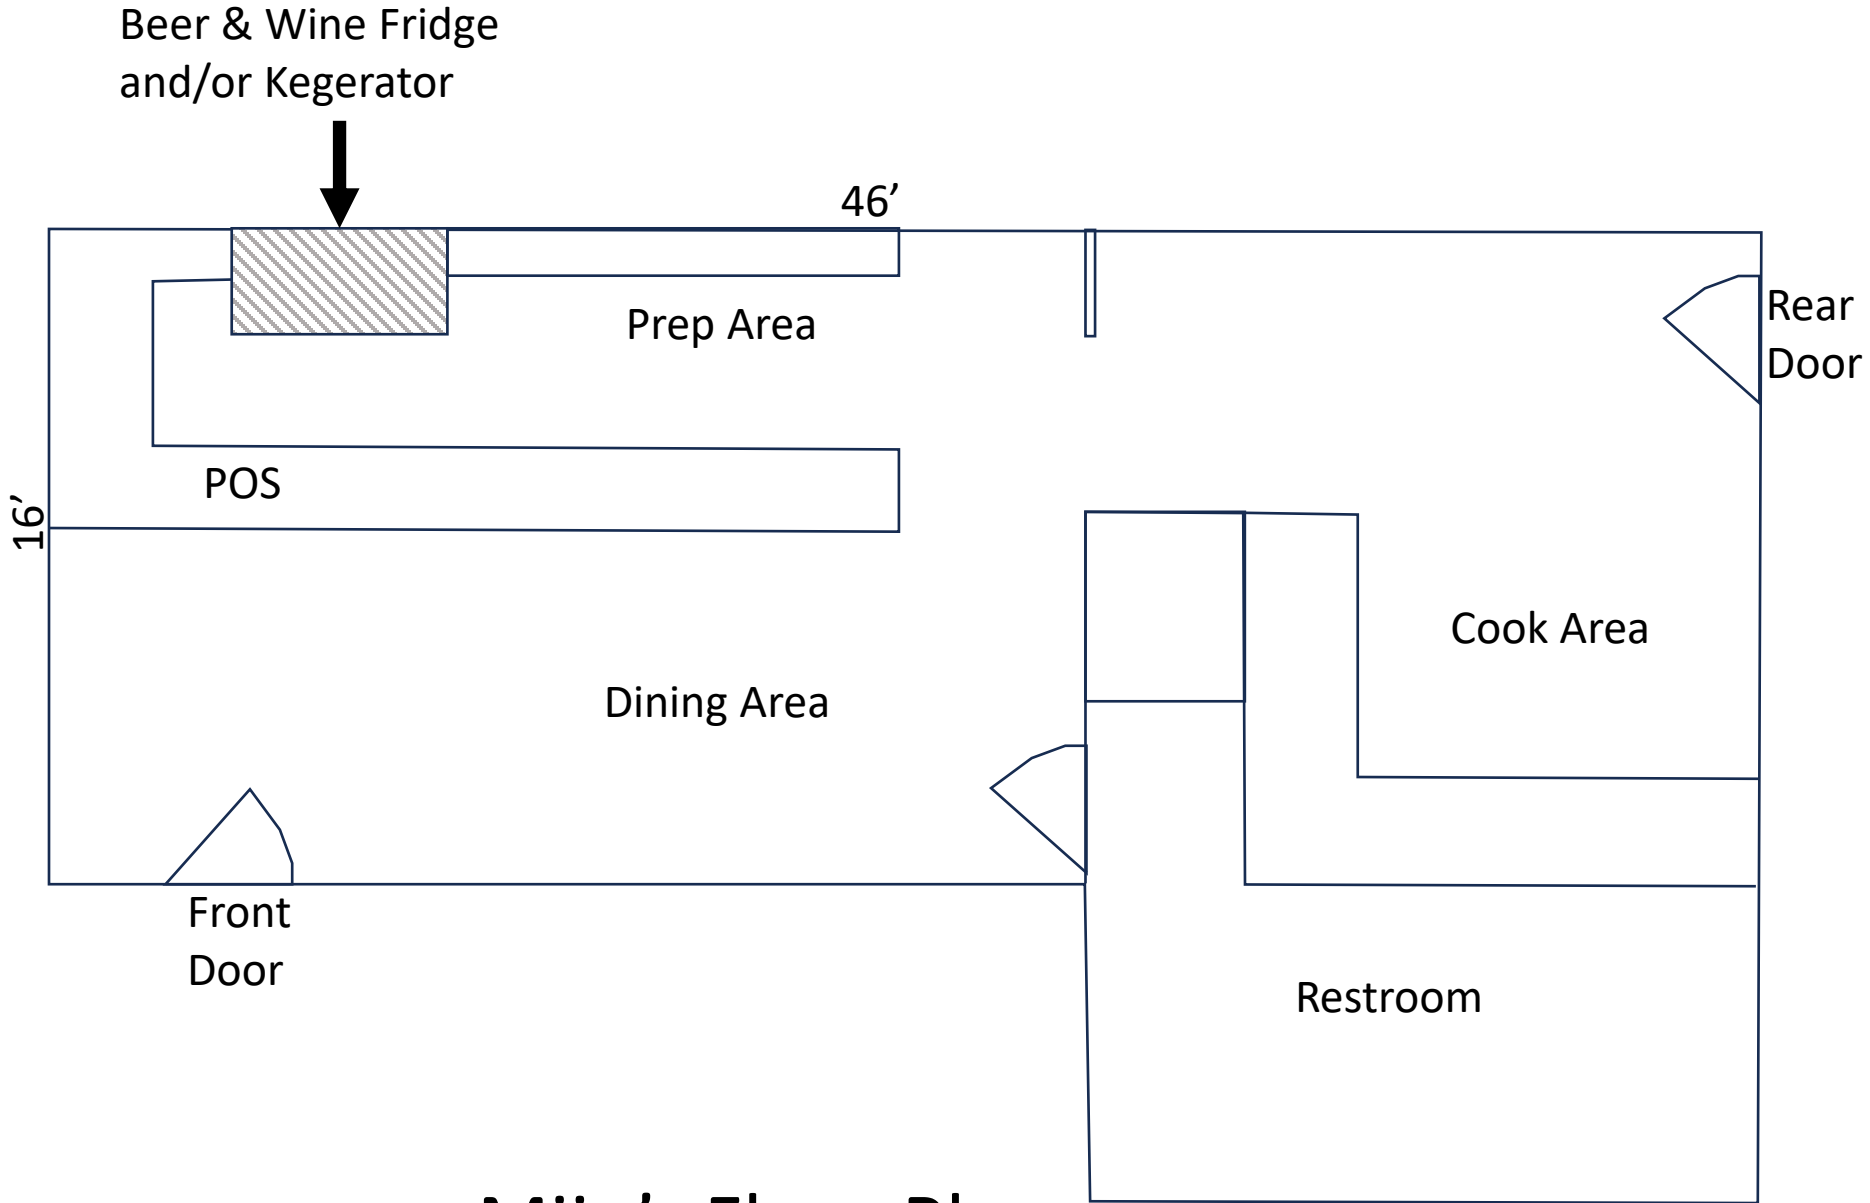 Beer & Wine Fridge
and/or Kegerator
46’
Rear
Door
Prep Area
POS
16’
Cook Area
Dining Area
Front
Door
Restroom